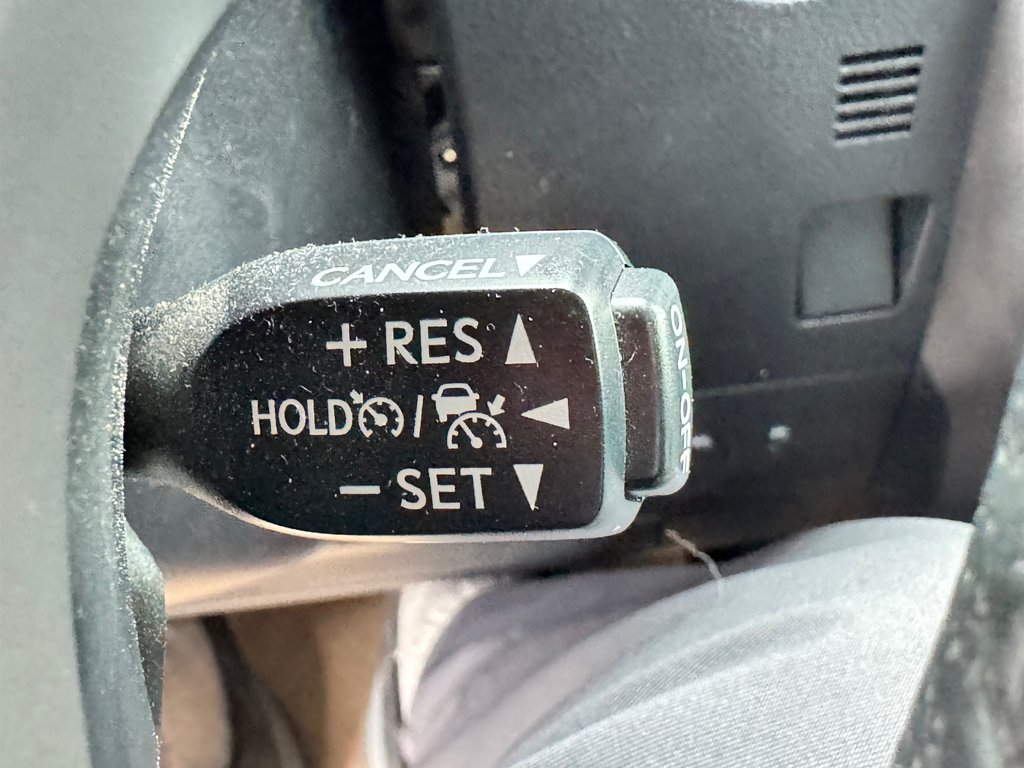 CANCEL▼
+ RES ▲
HOLD / ◀
− SET ▼
ON-OFF